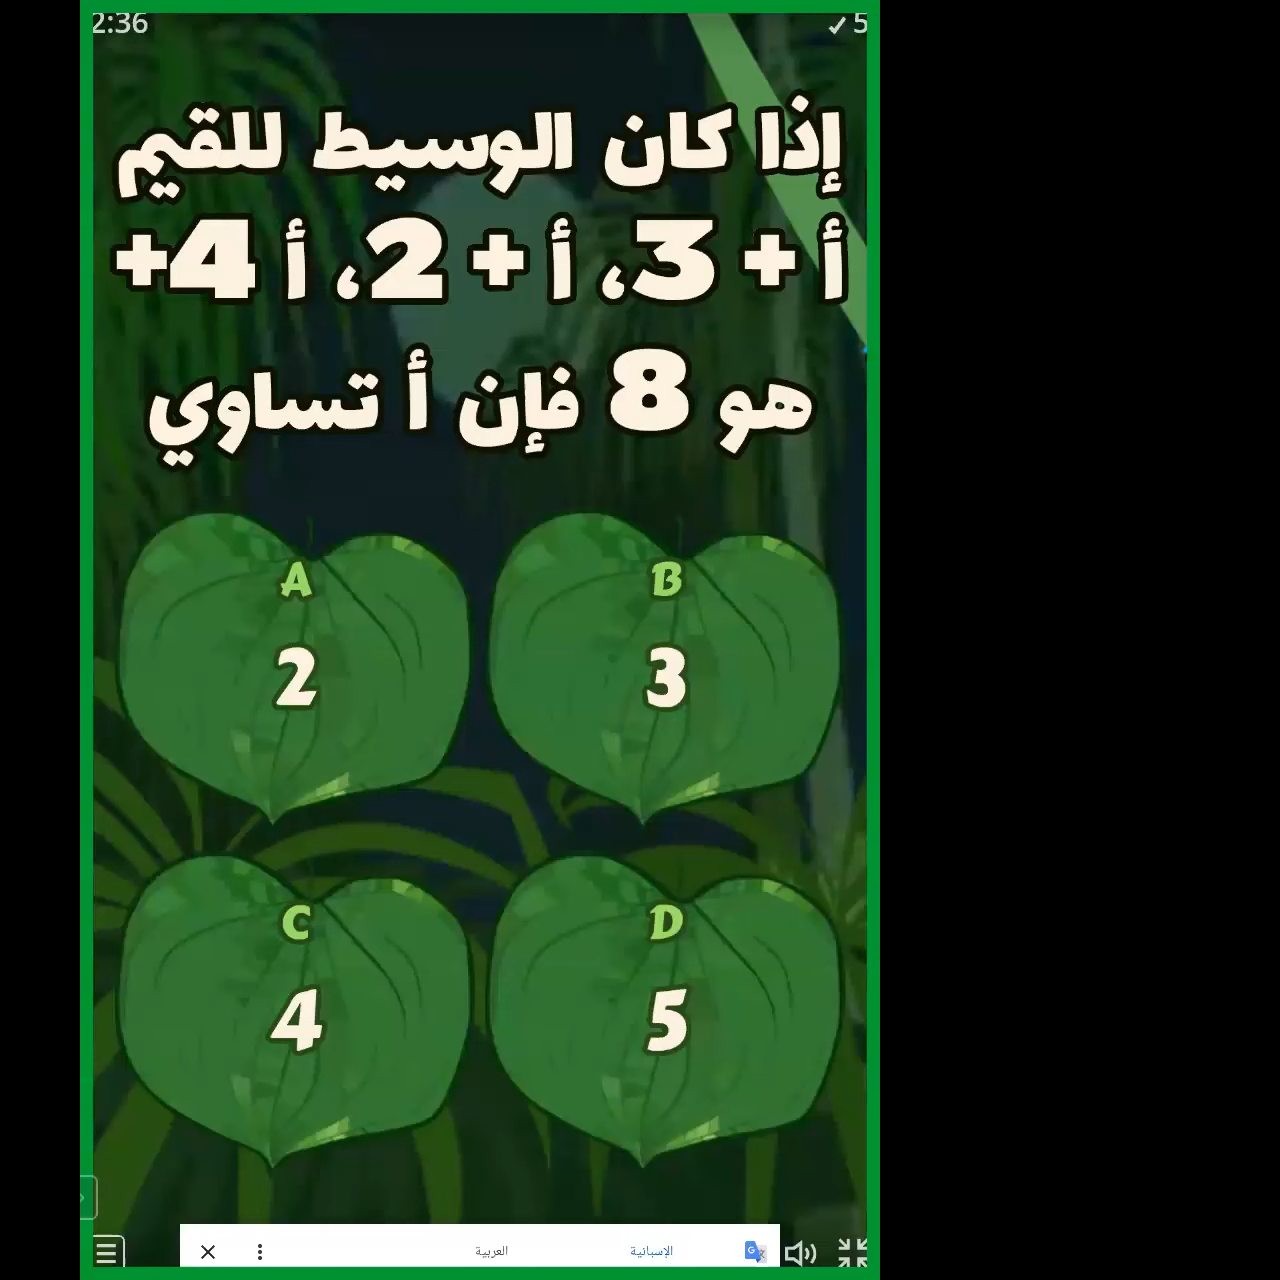 2:36
✓ 5
إذا كان الوسيط للقيم
أ + 3، أ + 2، أ 4+
هو 8 فإن أ تساوي
A
2
B
3
C
4
D
5
العربية
الإسبانية